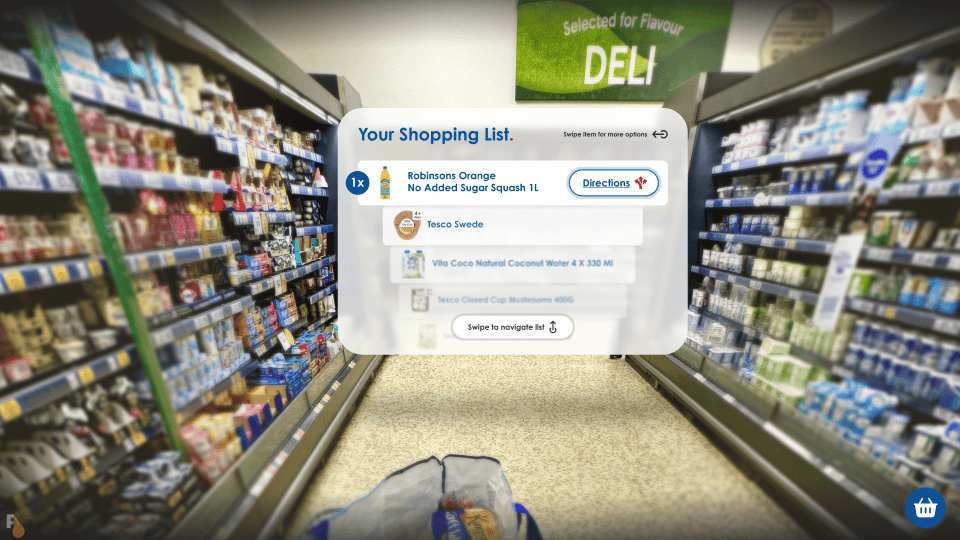 Selected for Flavour
DELI
Your Shopping List.
Swipe item for more options
1x
Robinsons Orange
No Added Sugar Squash 1L
Directions
Tesco Swede
Vita Coco Natural Coconut Water 4 X 330 Ml
Tesco Closed Cup Mushrooms 400G
Swipe to navigate list